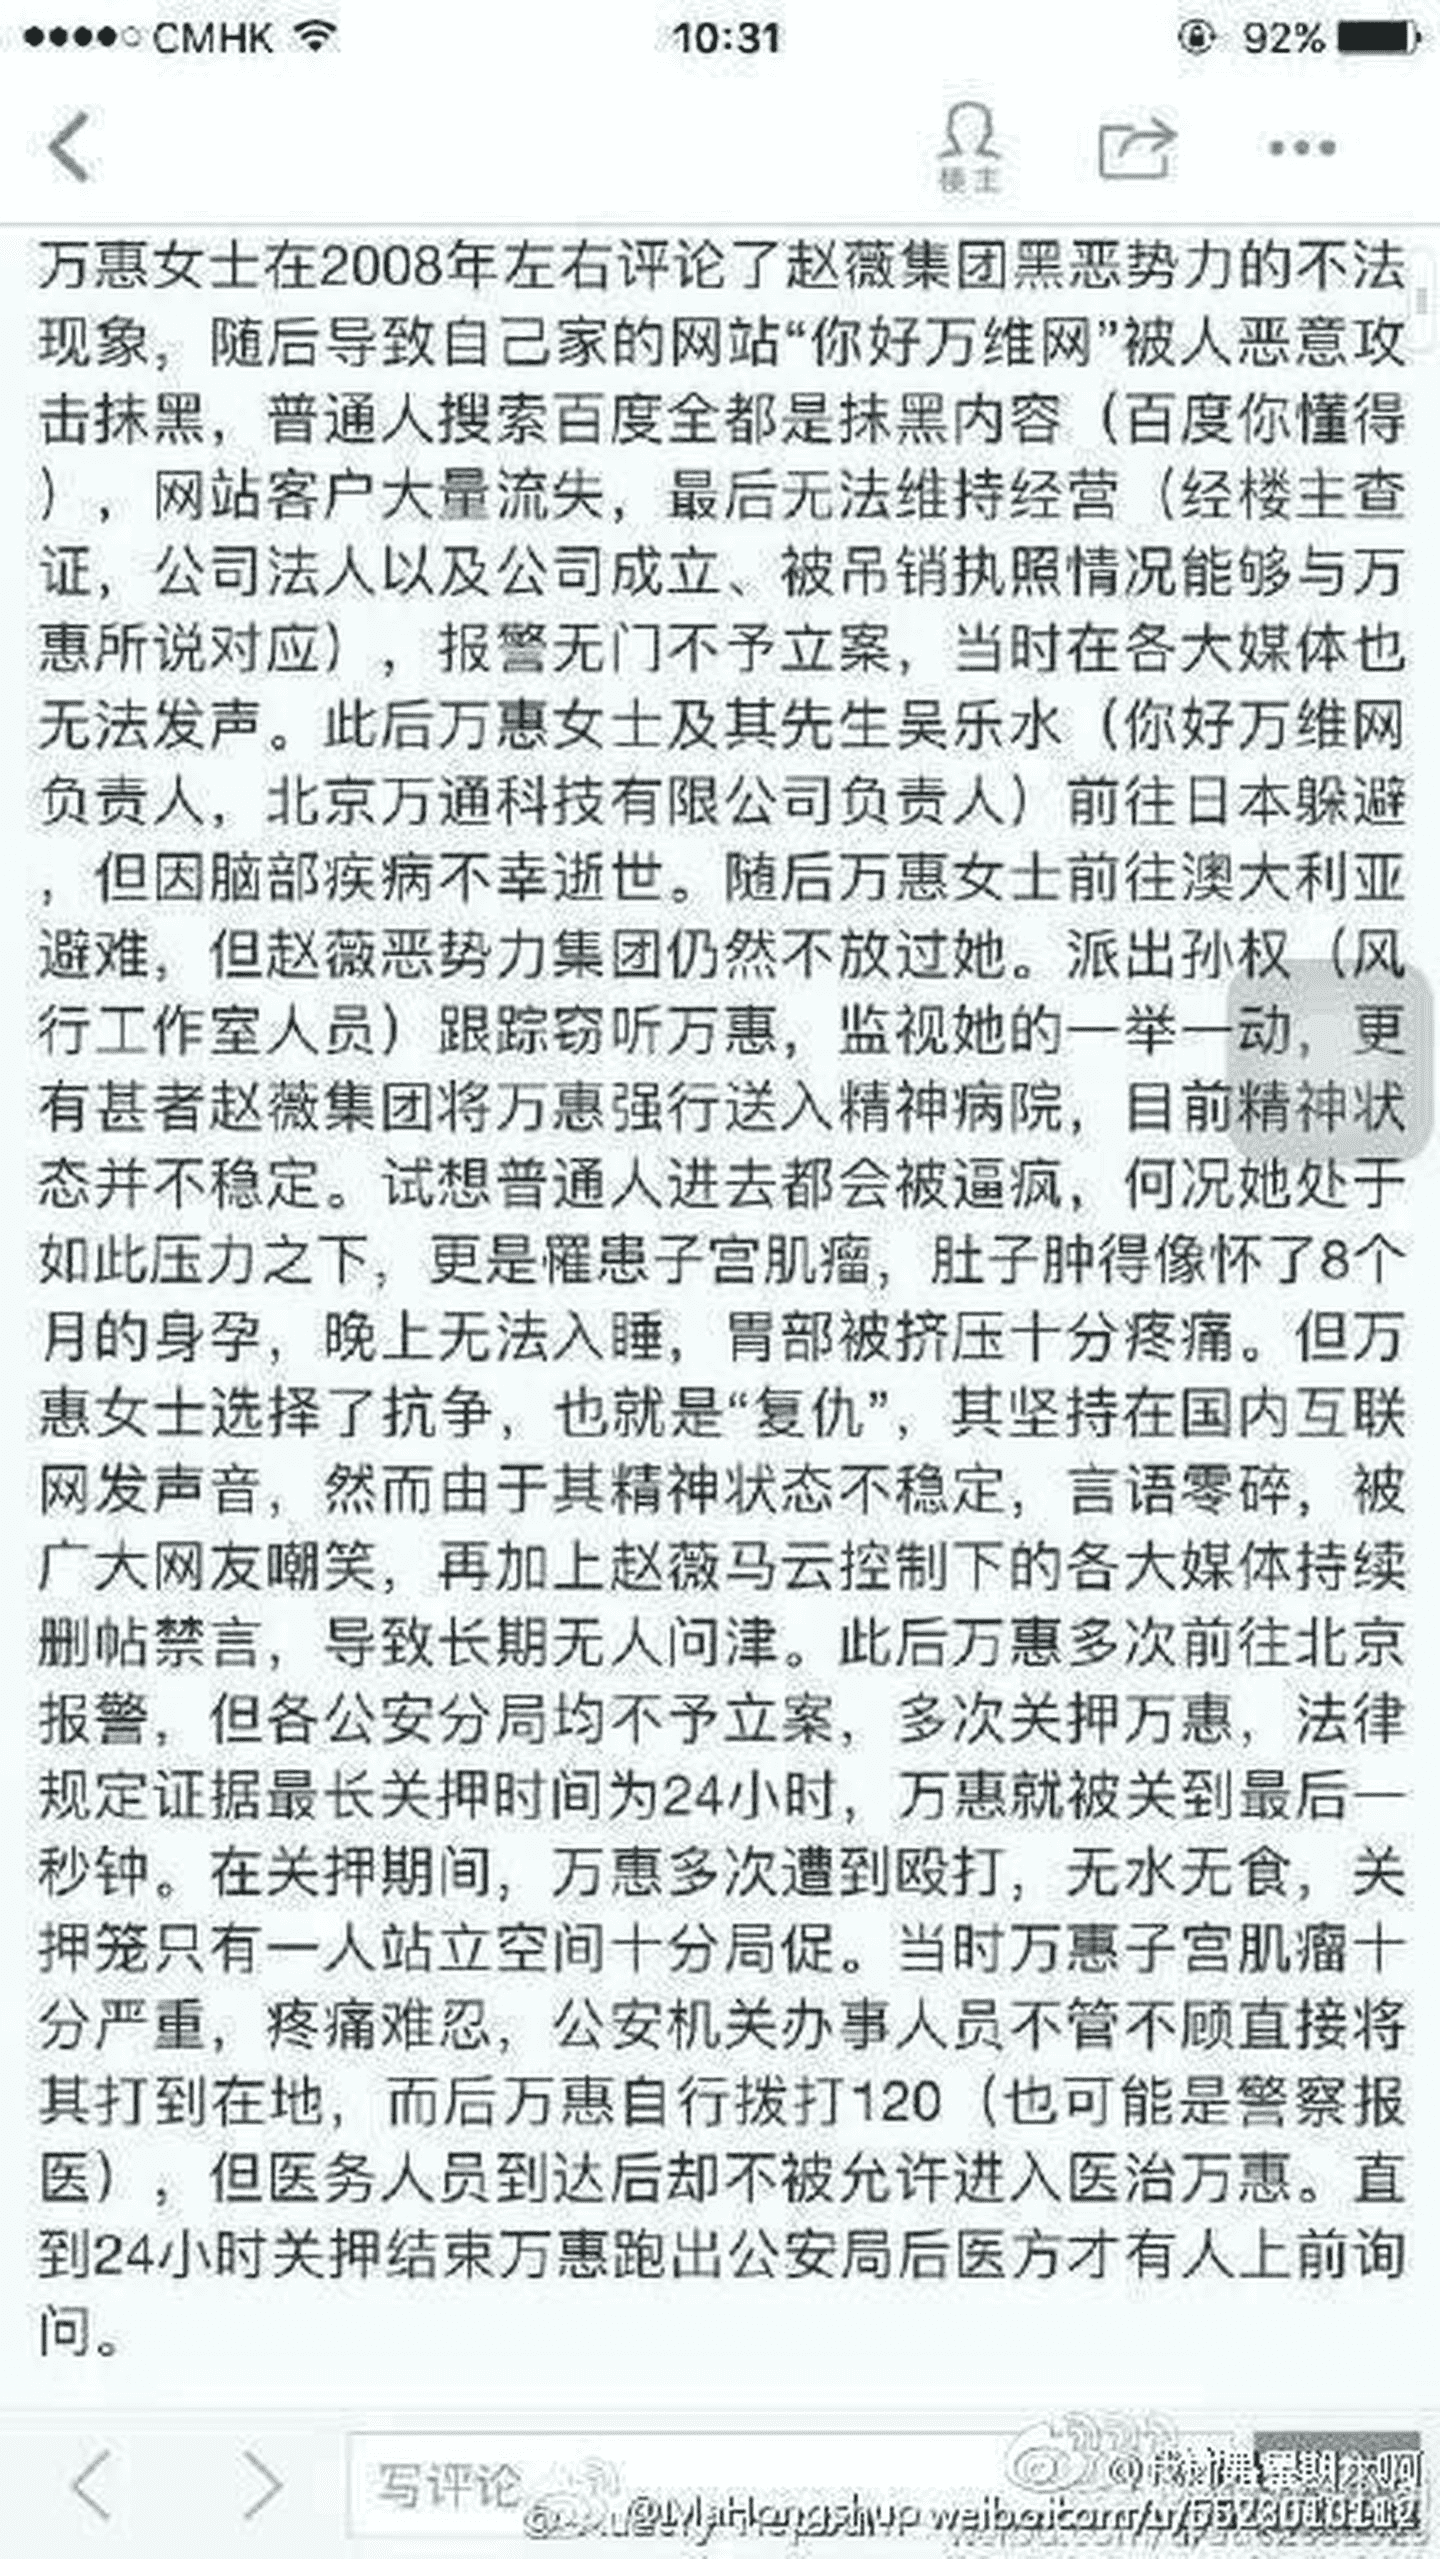 CMHK
10:31
92%
楼主
万惠女士在2008年左右评论了赵薇集团黑恶势力的不法
现象，随后导致自己家的网站“你好万维网”被人恶意攻
击抹黑，普通人搜索百度全都是抹黑内容（百度你懂得
），网站客户大量流失，最后无法维持经营（经楼主查
证，公司法人以及公司成立、被吊销执照情况能够与万
惠所说对应），报警无门不予立案，当时在各大媒体也
无法发声。此后万惠女士及其先生吴乐水（你好万维网
负责人，北京万通科技有限公司负责人）前往日本躲避
，但因脑部疾病不幸逝世。随后万惠女士前往澳大利亚
避难，但赵薇恶势力集团仍然不放过她。派出孙权（风
行工作室人员）跟踪窃听万惠，监视她的一举一动，更
有甚者赵薇集团将万惠强行送入精神病院，目前精神状
态并不稳定。试想普通人进去都会被逼疯，何况她处于
如此压力之下，更是罹患子宫肌瘤，肚子肿得像怀了8个
月的身孕，晚上无法入睡，胃部被挤压十分疼痛。但万
惠女士选择了抗争，也就是“复仇”，其坚持在国内互联
网发声音，然而由于其精神状态不稳定，言语零碎，被
广大网友嘲笑，再加上赵薇马云控制下的各大媒体持续
删帖禁言，导致长期无人问津。此后万惠多次前往北京
报警，但各公安分局均不予立案，多次关押万惠，法律
规定证据最长关押时间为24小时，万惠就被关到最后一
秒钟。在关押期间，万惠多次遭到殴打，无水无食，关
押笼只有一人站立空间十分局促。当时万惠子宫肌瘤十
分严重，疼痛难忍，公安机关办事人员不管不顾直接将
其打到在地，而后万惠自行拨打120（也可能是警察报
医），但医务人员到达后却不被允许进入医治万惠。直
到24小时关押结束万惠跑出公安局后医方才有人上前询
问。
写评论